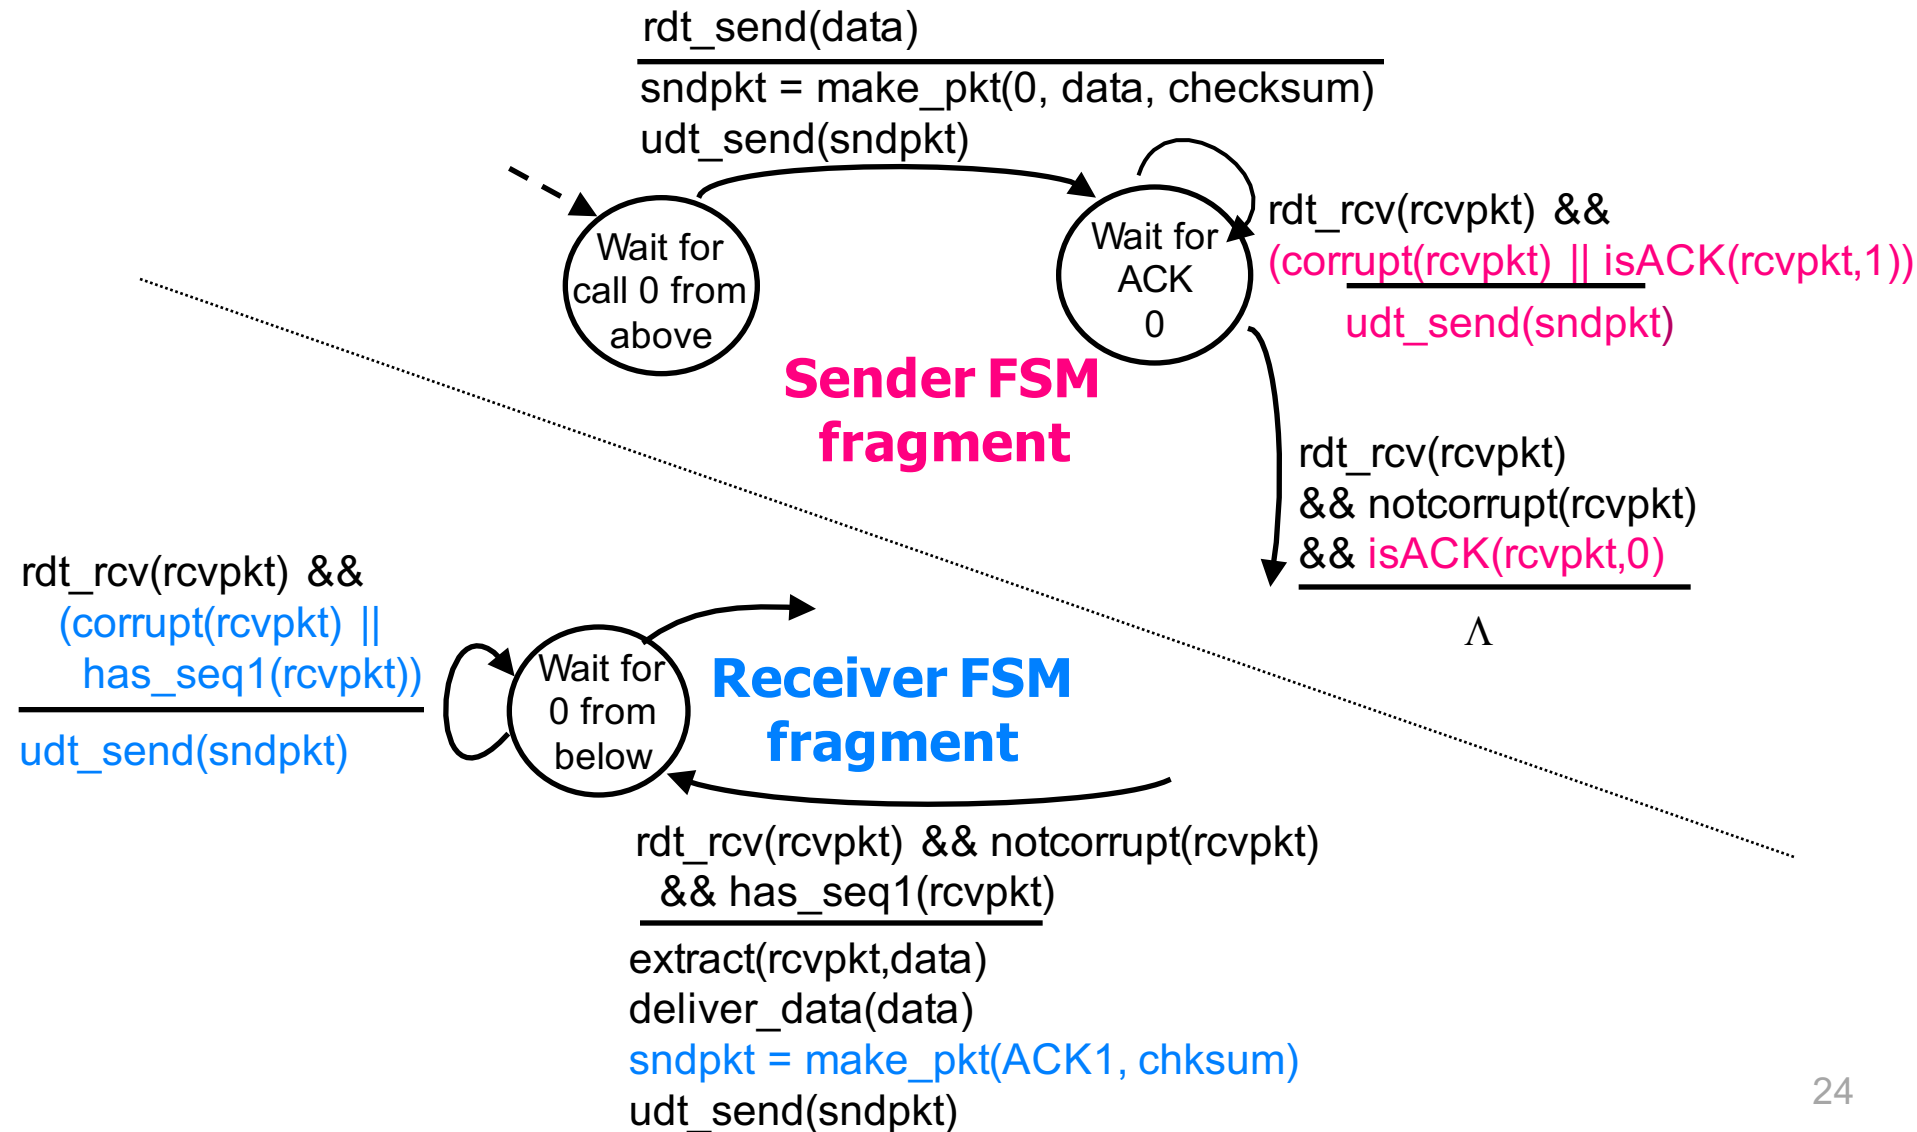 rdt_send(data)
sndpkt = make_pkt(0, data, checksum)
udt_send(sndpkt)
Wait for
call 0 from
above
Wait for
ACK
0
rdt_rcv(rcvpkt) &&
(corrupt(rcvpkt) || isACK(rcvpkt,1))
udt_send(sndpkt)
Sender FSM
fragment
rdt_rcv(rcvpkt)
&& notcorrupt(rcvpkt)
&& isACK(rcvpkt,0)
Λ
rdt_rcv(rcvpkt) &&
(corrupt(rcvpkt) ||
has_seq1(rcvpkt))
udt_send(sndpkt)
Wait for
0 from
below
Receiver FSM
fragment
rdt_rcv(rcvpkt) && notcorrupt(rcvpkt)
&& has_seq1(rcvpkt)
extract(rcvpkt,data)
deliver_data(data)
sndpkt = make_pkt(ACK1, chksum)
udt_send(sndpkt)
24